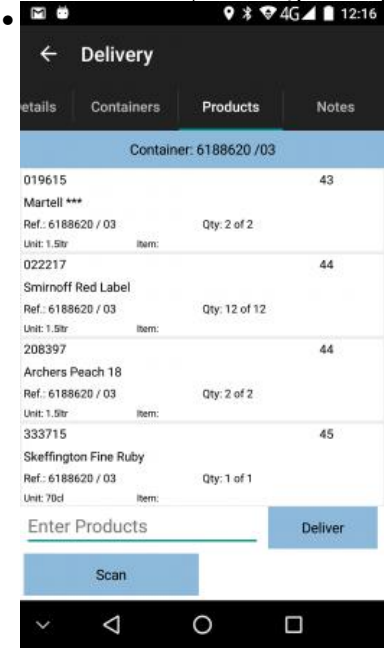 4G 12:16
Delivery
etails Containers Products Notes
Container: 6188620 /03
019615 43
Martell ***
Ref.: 6188620 / 03 Qty: 2 of 2
Unit: 1.5ltr Item:
022217 44
Smirnoff Red Label
Ref.: 6188620 / 03 Qty: 12 of 12
Unit: 1.5ltr Item:
208397 44
Archers Peach 18
Ref.: 6188620 / 03 Qty: 2 of 2
Unit: 1.5ltr Item:
333715 45
Skeffington Fine Ruby
Ref.: 6188620 / 03 Qty: 1 of 1
Unit: 70cl Item:
Enter Products Deliver
Scan